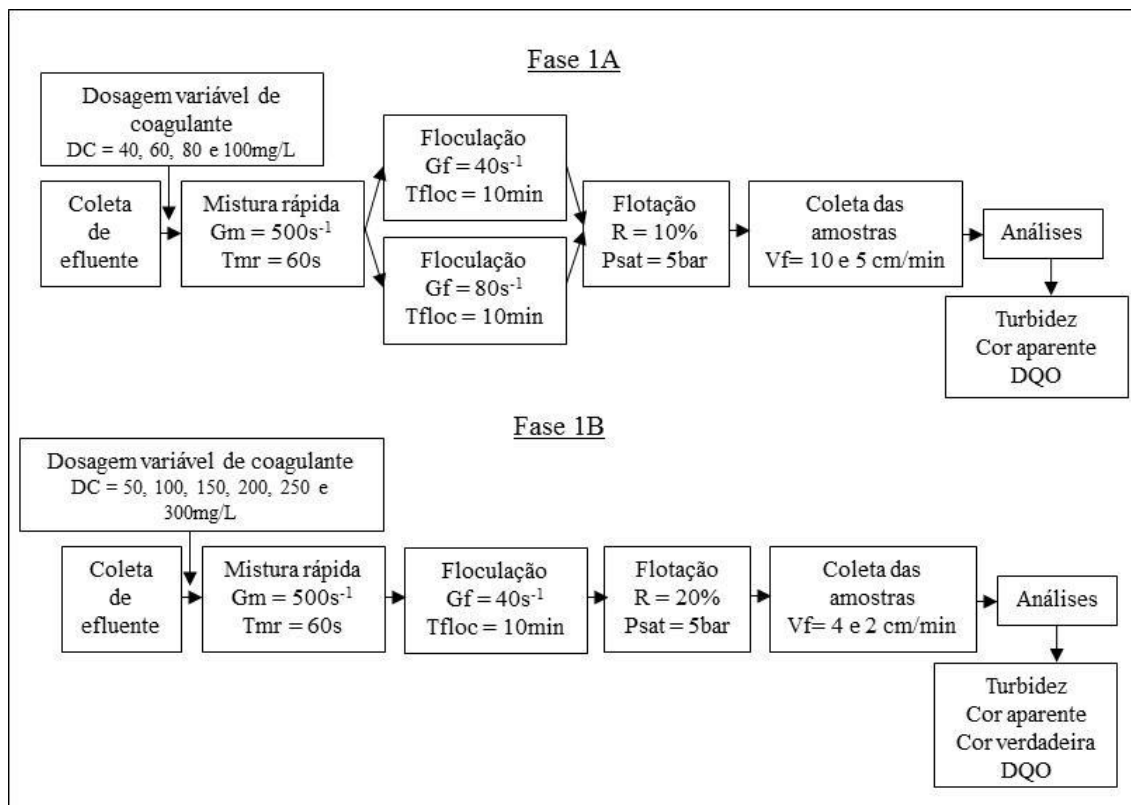 Fase 1A
Dosagem variável de
coagulante
DC = 40, 60, 80 e 100mg/L
Coleta
de
efluente
Mistura rápida
Gm = 500s⁻¹
Tmr = 60s
Floculação
Gf = 40s⁻¹
Tfloc = 10min
Floculação
Gf = 80s⁻¹
Tfloc = 10min
Flotação
R = 10%
Psat = 5bar
Coleta das
amostras
Vf= 10 e 5 cm/min
Análises
Turbidez
Cor aparente
DQO
Fase 1B
Dosagem variável de coagulante
DC = 50, 100, 150, 200, 250 e
300mg/L
Coleta
de
efluente
Mistura rápida
Gm = 500s⁻¹
Tmr = 60s
Floculação
Gf = 40s⁻¹
Tfloc = 10min
Flotação
R = 20%
Psat = 5bar
Coleta das
amostras
Vf= 4 e 2 cm/min
Análises
Turbidez
Cor aparente
Cor verdadeira
DQO